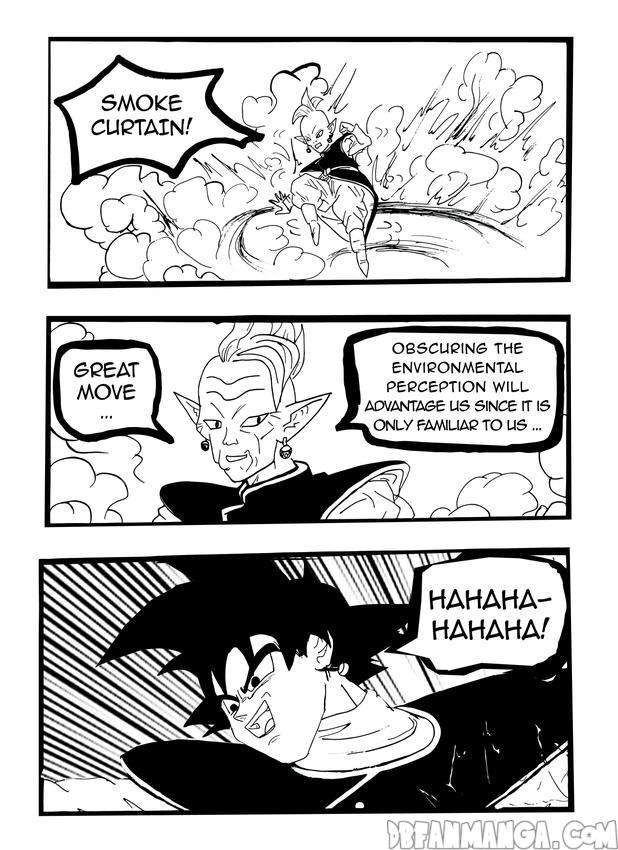 SMOKE
CURTAIN!
GREAT
MOVE
...
OBSCURING THE
ENVIRONMENTAL
PERCEPTION WILL
ADVANTAGE US SINCE IT IS
ONLY FAMILIAR TO US ...
HAHAHA-
HAHAHA!
DBFANMANGA.COM